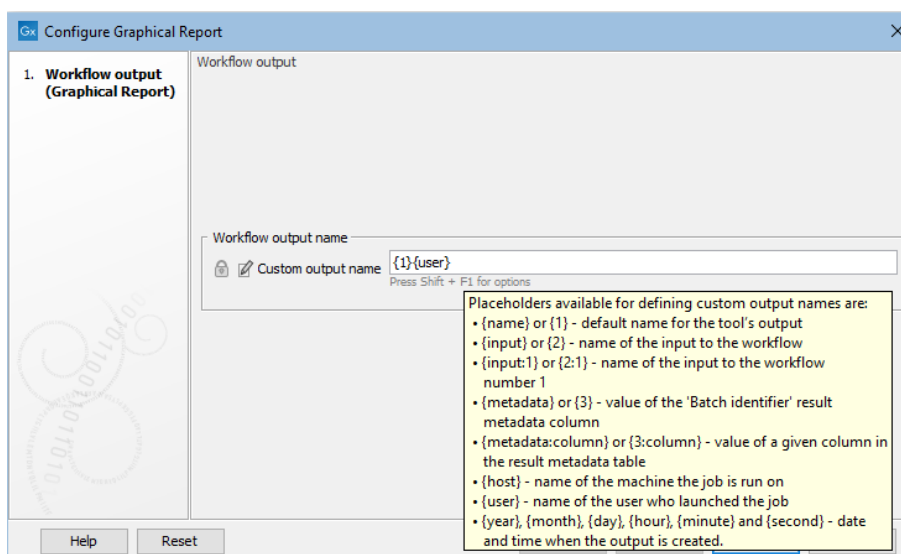 Gx Configure Graphical Report
1. Workflow output
(Graphical Report)
Workflow output
Workflow output name
Custom output name {1}{user}
Press Shift + F1 for options
Placeholders available for defining custom output names are:
• {name} or {1} - default name for the tool's output
• {input} or {2} - name of the input to the workflow
• {input:1} or {2:1} - name of the input to the workflow
number 1
• {metadata} or {3} - value of the 'Batch identifier' result
metadata column
• {metadata:column} or {3:column} - value of a given column in
the result metadata table
• {host} - name of the machine the job is run on
• {user} - name of the user who launched the job
• {year}, {month}, {day}, {hour}, {minute} and {second} - date
and time when the output is created.
Help Reset